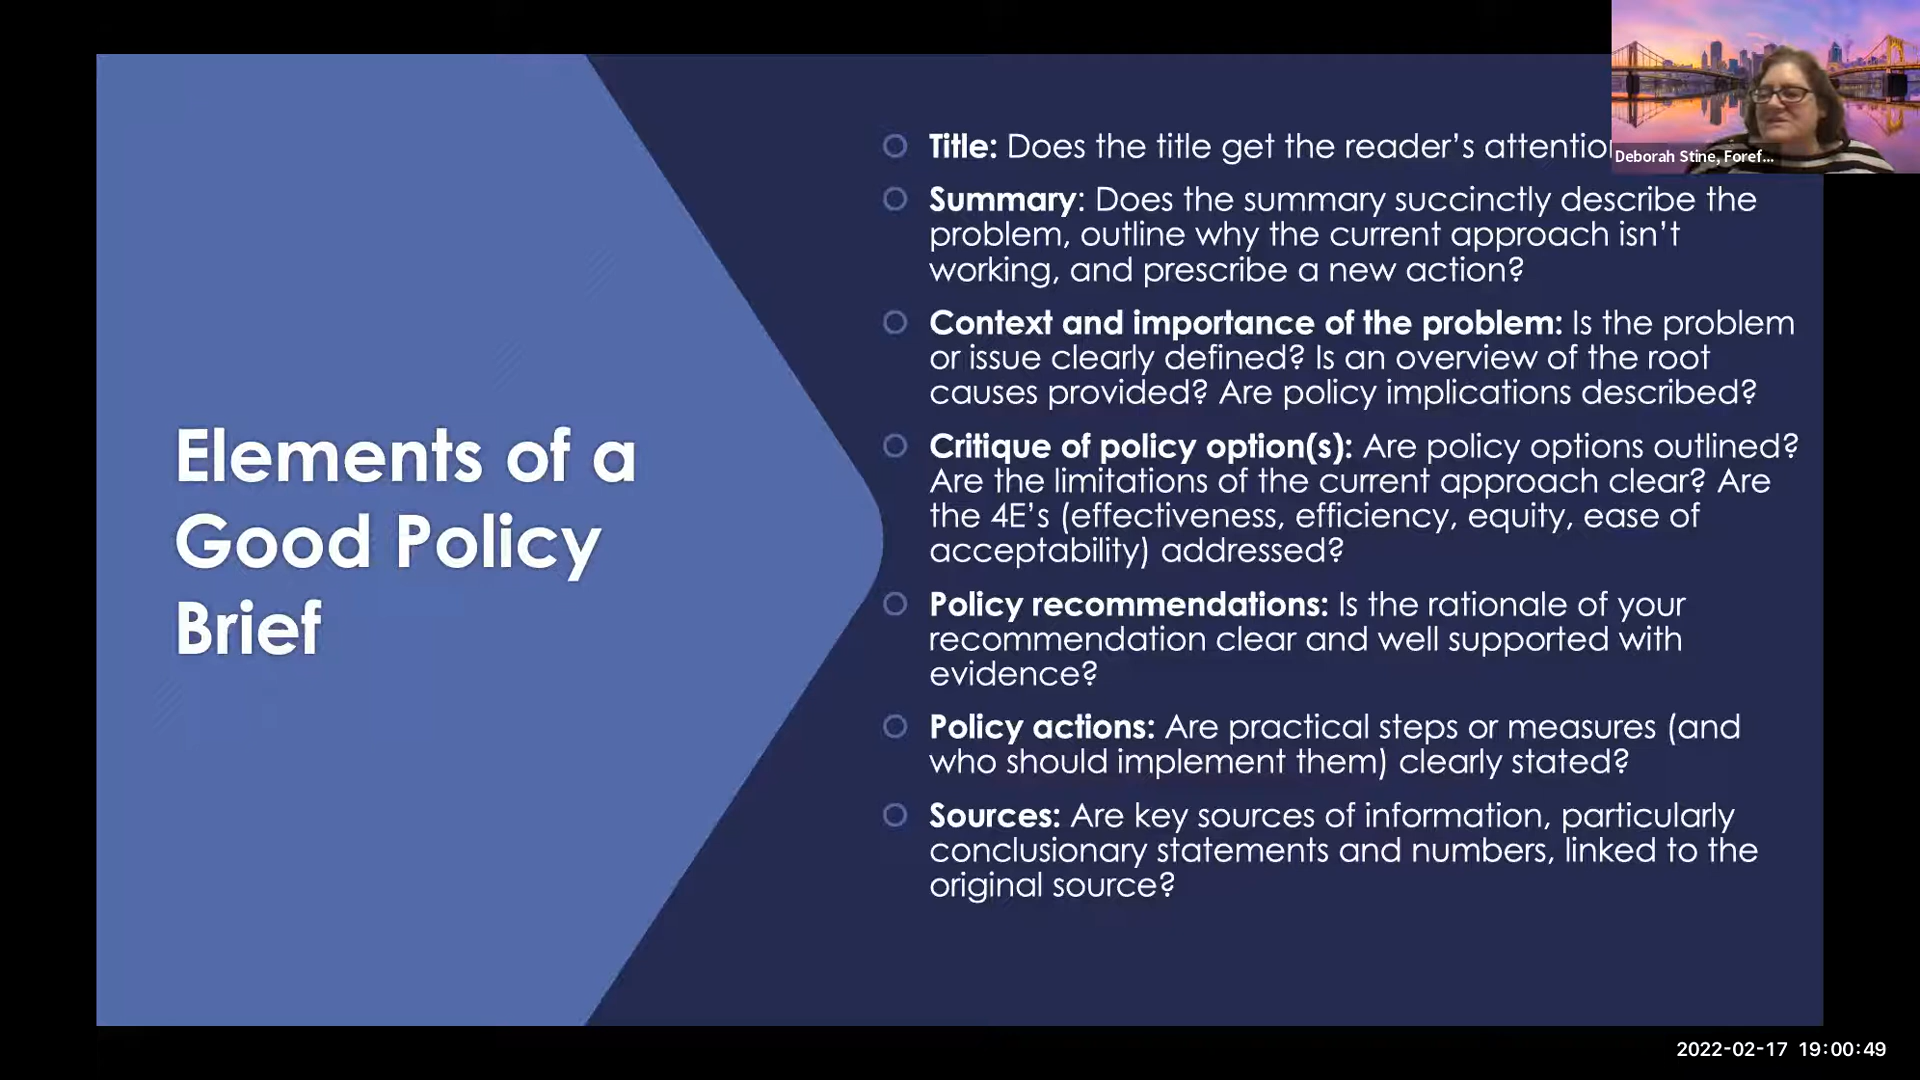 Elements of a
Good Policy
Brief
Title: Does the title get the reader's attentio
Summary: Does the summary succinctly describe the
problem, outline why the current approach isn't
working, and prescribe a new action?
Context and importance of the problem: Is the problem
or issue clearly defined? Is an overview of the root
causes provided? Are policy implications described?
Critique of policy option(s): Are policy options outlined?
Are the limitations of the current approach clear? Are
the 4E's (effectiveness, efficiency, equity, ease of
acceptability) addressed?
Policy recommendations: Is the rationale of your
recommendation clear and well supported with
evidence?
Policy actions: Are practical steps or measures (and
who should implement them) clearly stated?
Sources: Are key sources of information, particularly
conclusionary statements and numbers, linked to the
original source?
Deborah Stine, Foref...
2022-02-17 19:00:49